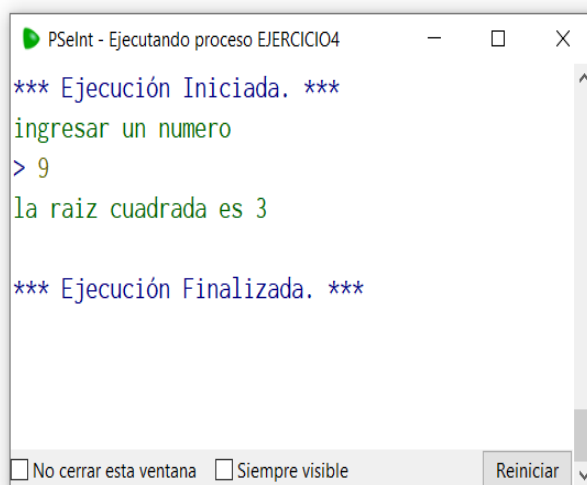 PSeInt - Ejecutando proceso EJERCICIO4
*** Ejecución Iniciada. ***
ingresar un numero
> 9
la raiz cuadrada es 3
*** Ejecución Finalizada. ***
No cerrar esta ventana Siempre visible Reiniciar